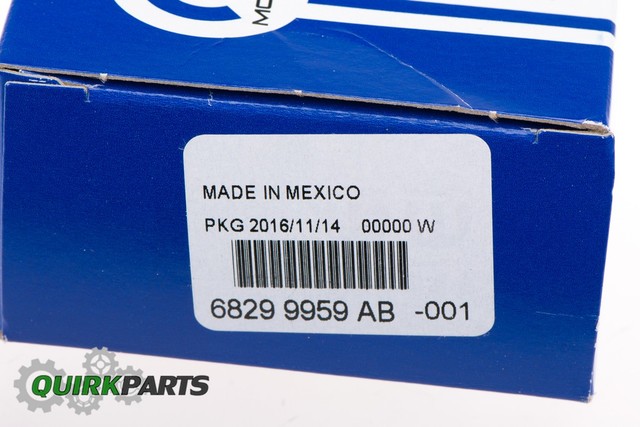 MADE IN MEXICO
PKG 2016/11/14 00000 W
6829 9959 AB -001
QUIRKPARTS